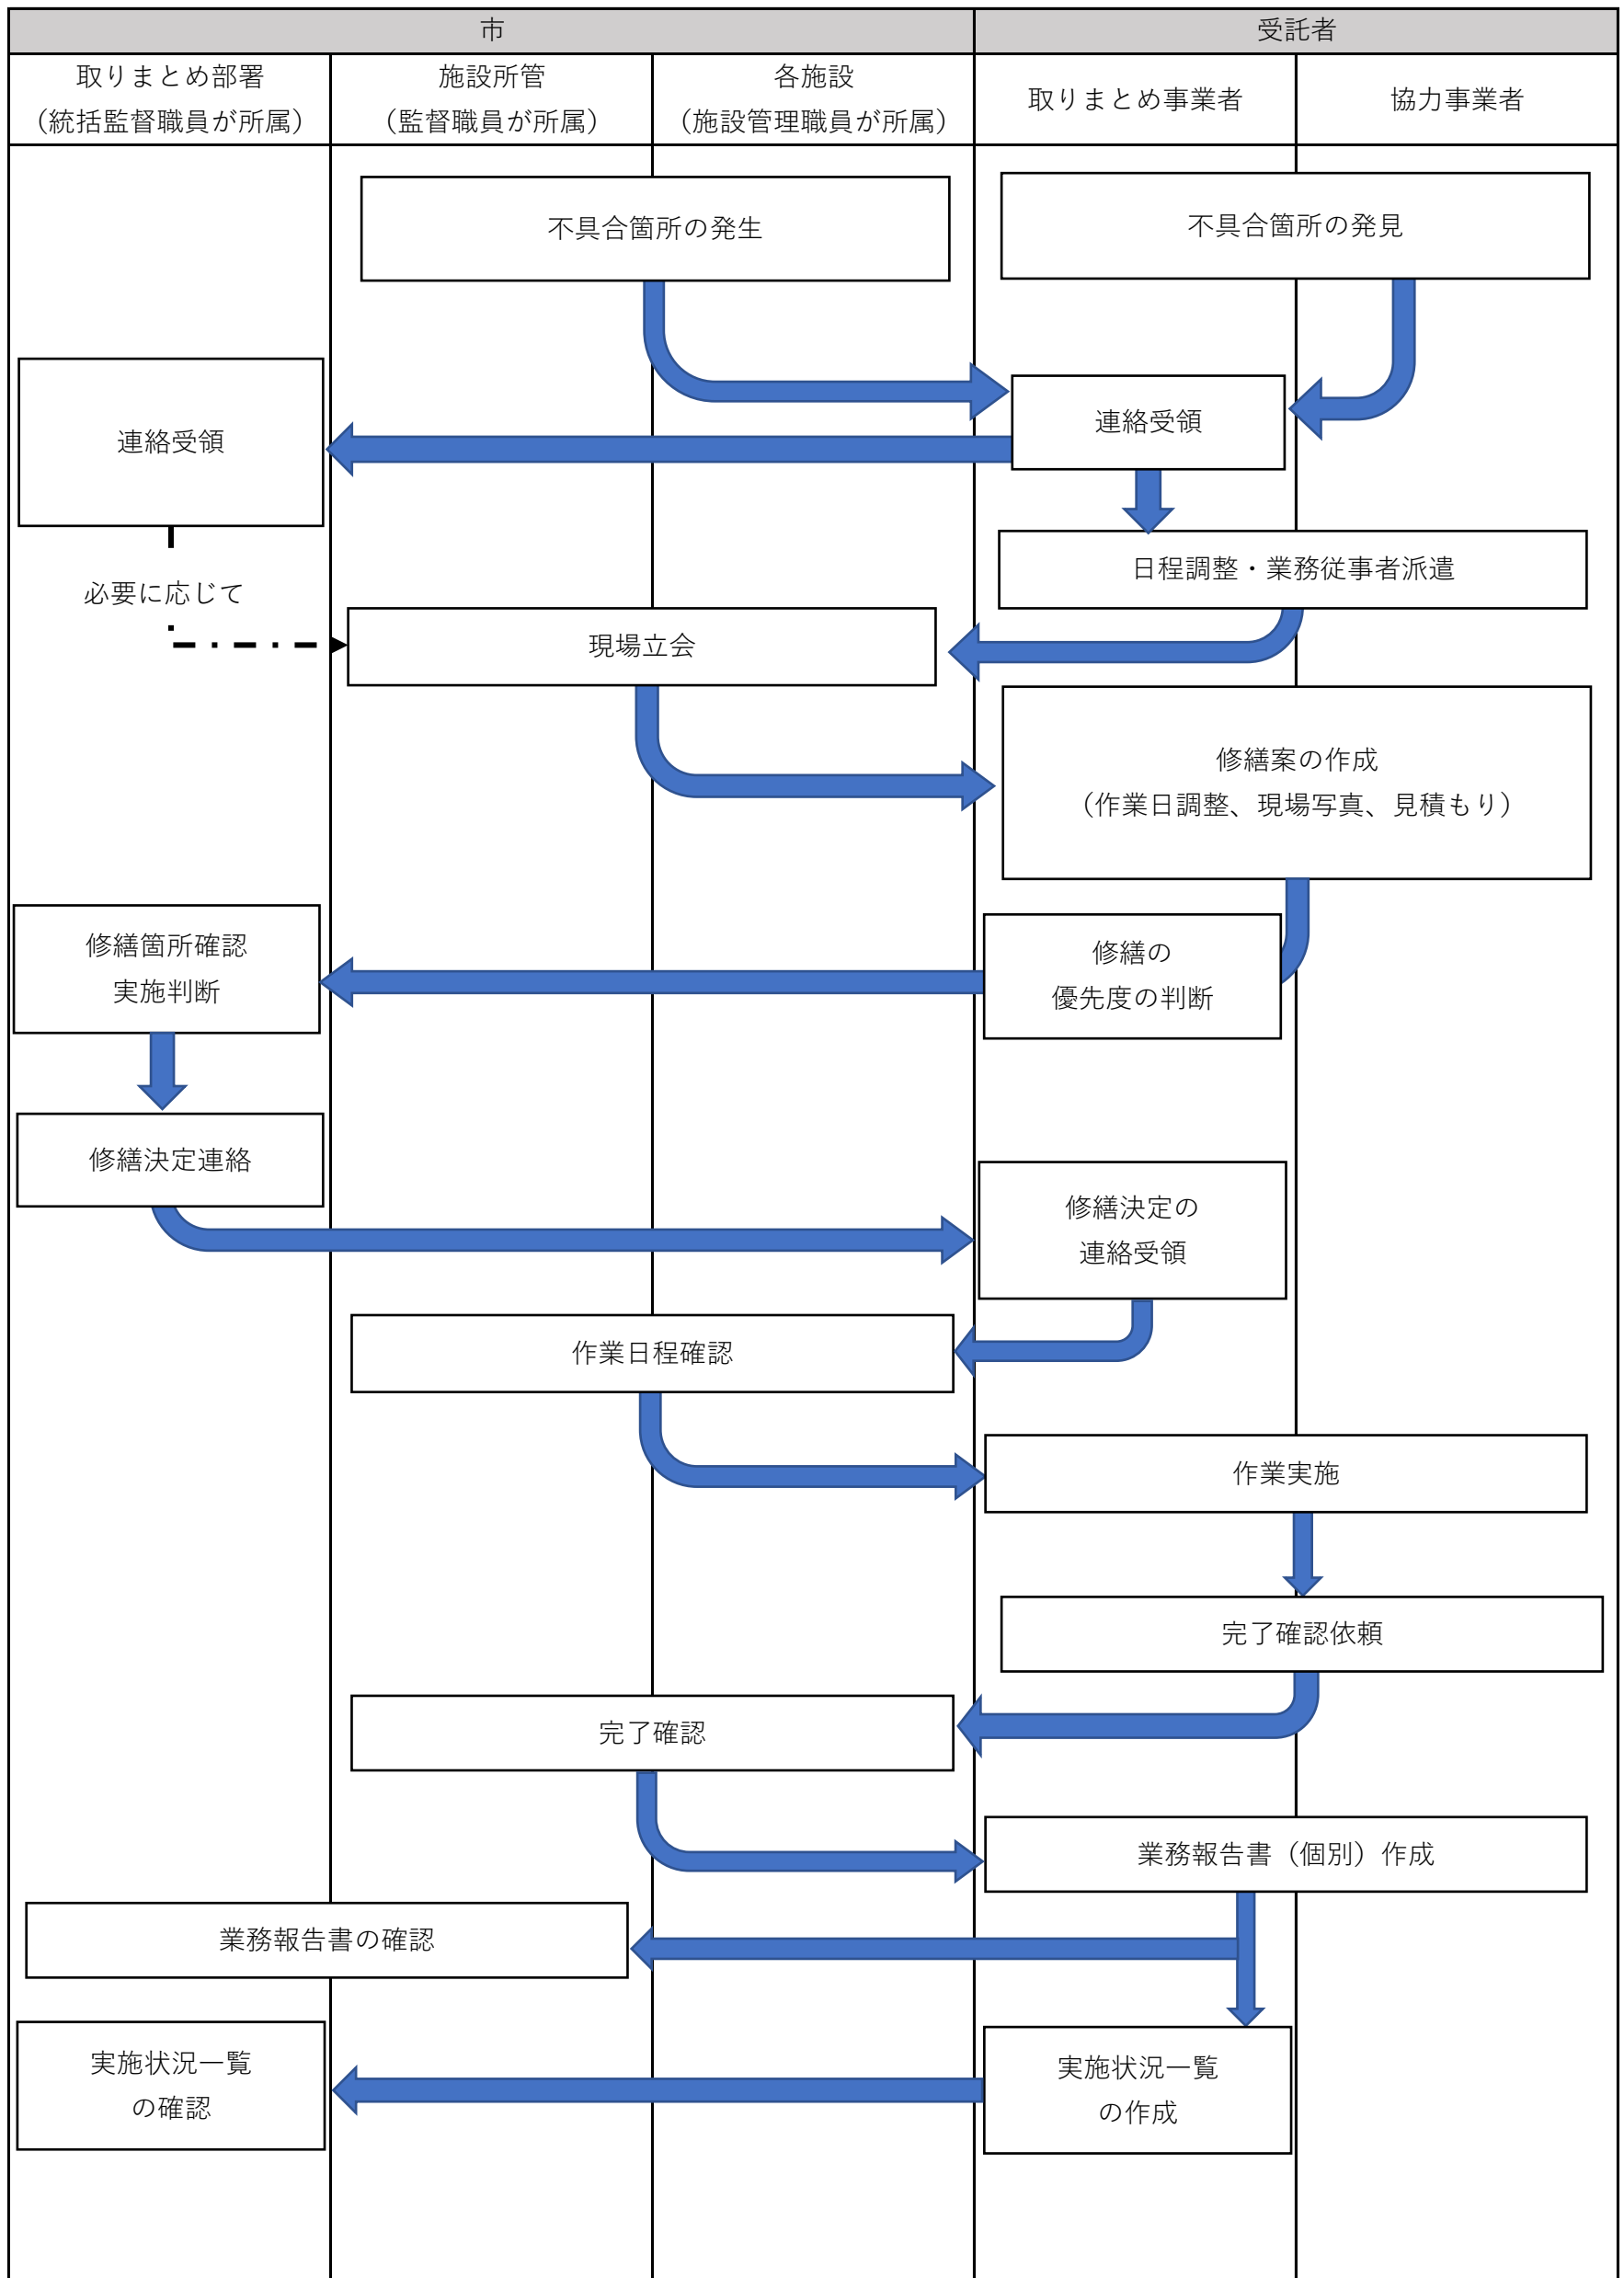 市
受託者
取りまとめ部署
（統括監督職員が所属）
施設所管
（監督職員が所属）
各施設
（施設管理職員が所属）
取りまとめ事業者
協力事業者
不具合箇所の発生
不具合箇所の発見
連絡受領
連絡受領
日程調整・業務従事者派遣
必要に応じて
現場立会
修繕案の作成
（作業日調整、現場写真、見積もり）
修繕箇所確認
実施判断
修繕の
優先度の判断
修繕決定連絡
修繕決定の
連絡受領
作業日程確認
作業実施
完了確認依頼
完了確認
業務報告書（個別）作成
業務報告書の確認
実施状況一覧
の確認
実施状況一覧
の作成